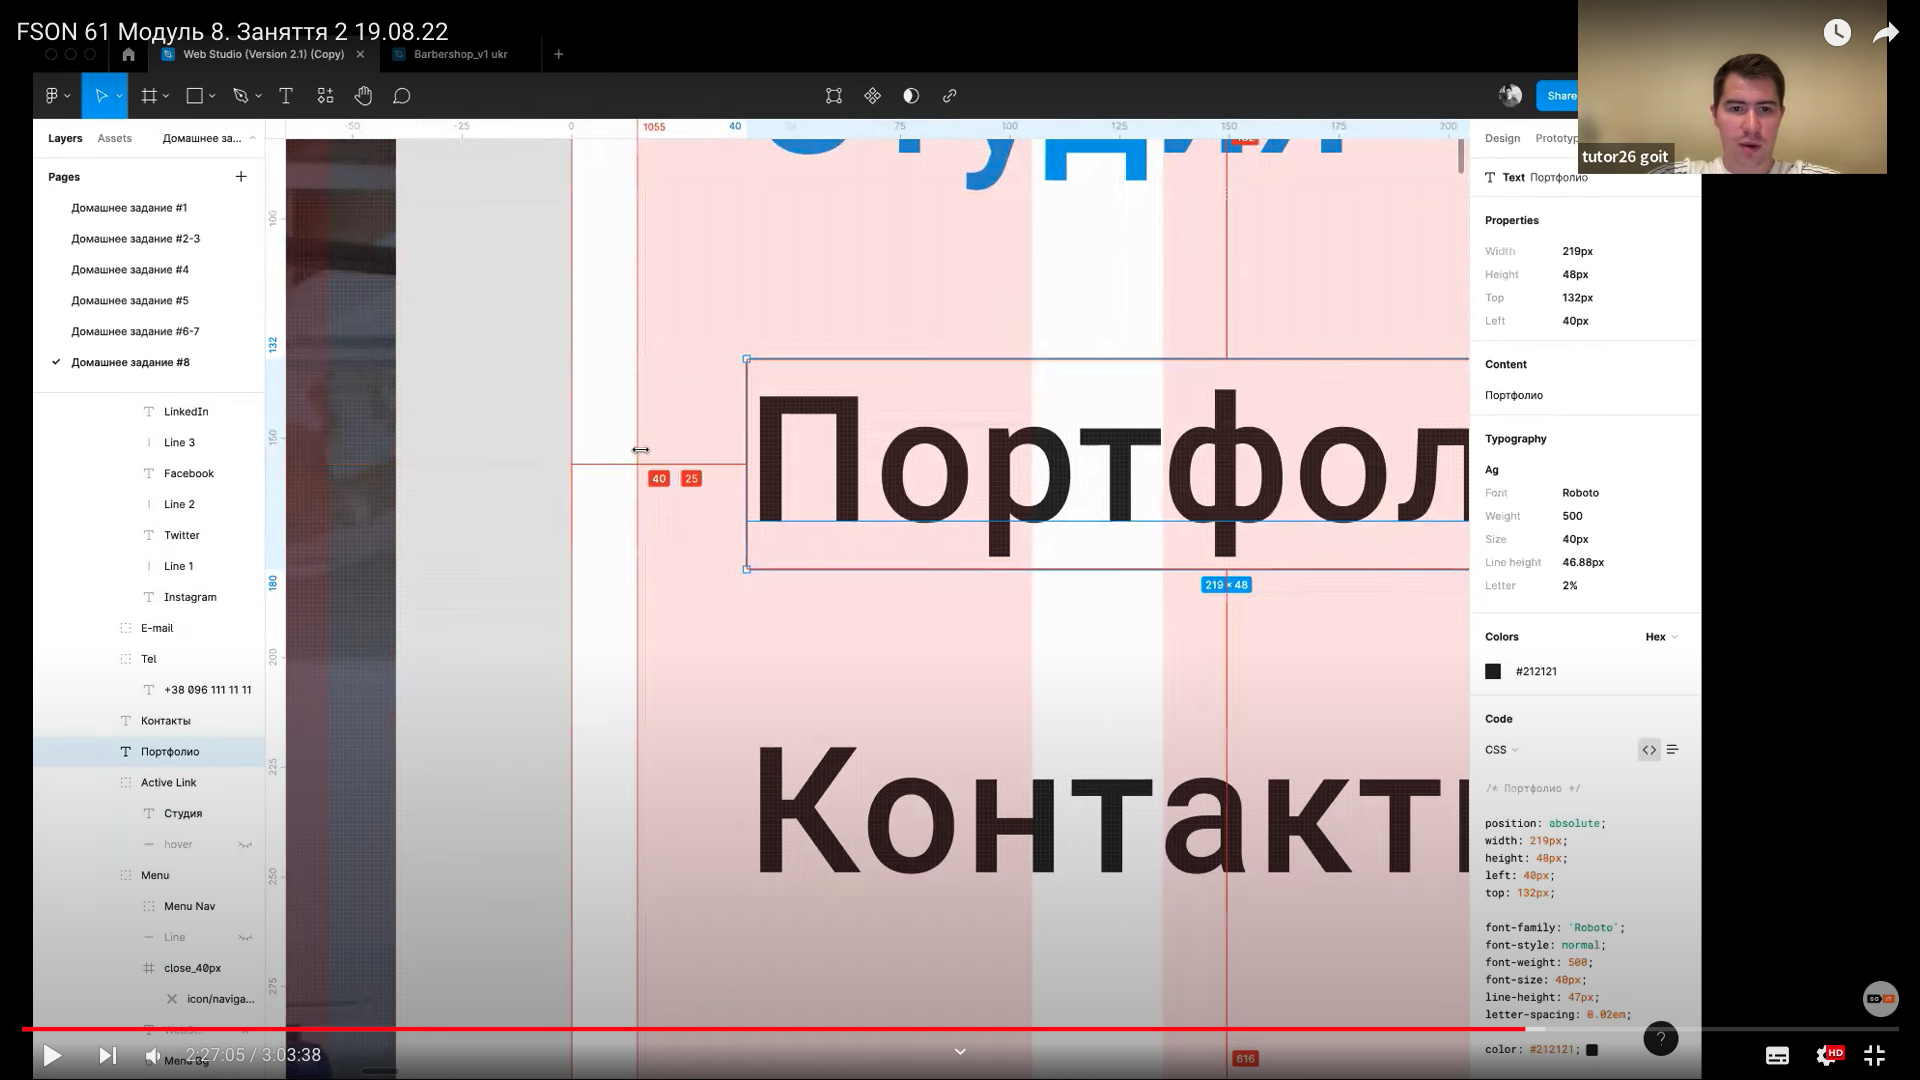 FSON 61 Модуль 8. Заняття 2 19.08.22
Web Studio (Version 2.1) (Copy)
Barbershop_v1 ukr
Share
tutor26 goit
Layers
Assets
Домашнее за...
Pages
Домашнее задание #1
Домашнее задание #2-3
Домашнее задание #4
Домашнее задание #5
Домашнее задание #6-7
Домашнее задание #8
LinkedIn
Line 3
Facebook
Line 2
Twitter
Line 1
Instagram
E-mail
Tel
+38 096 111 11 11
Контакты
Портфолио
Active Link
Студия
hover
Menu
Menu Nav
Line
close_40px
icon/naviga...
Menu Bg
-50 -25 0 1055 40 75 100 125 150 175 200
100
132
150
180
200
225
250
275
Студия
Портфол
40 25
219 × 48
Контакт
616
Design
Prototyp
Text Портфолио
Properties
Width 219px
Height 48px
Top 132px
Left 40px
Content
Портфолио
Typography
Ag
Font Roboto
Weight 500
Size 40px
Line height 46.88px
Letter 2%
Colors Hex
#212121
Code
CSS
/* Портфолио */
position: absolute;
width: 219px;
height: 48px;
left: 40px;
top: 132px;
font-family: 'Roboto';
font-style: normal;
font-weight: 500;
font-size: 40px;
line-height: 47px;
letter-spacing: 0.02em;
color: #212121;
?
GO IT
2:27:05 / 3:03:38
HD